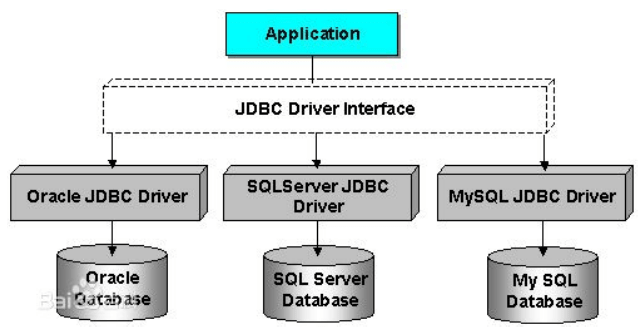 Application
JDBC Driver Interface
Oracle JDBC Driver
SQLServer JDBC
Driver
MySQL JDBC Driver
Oracle
Database
SQL Server
Database
My SQL
Database